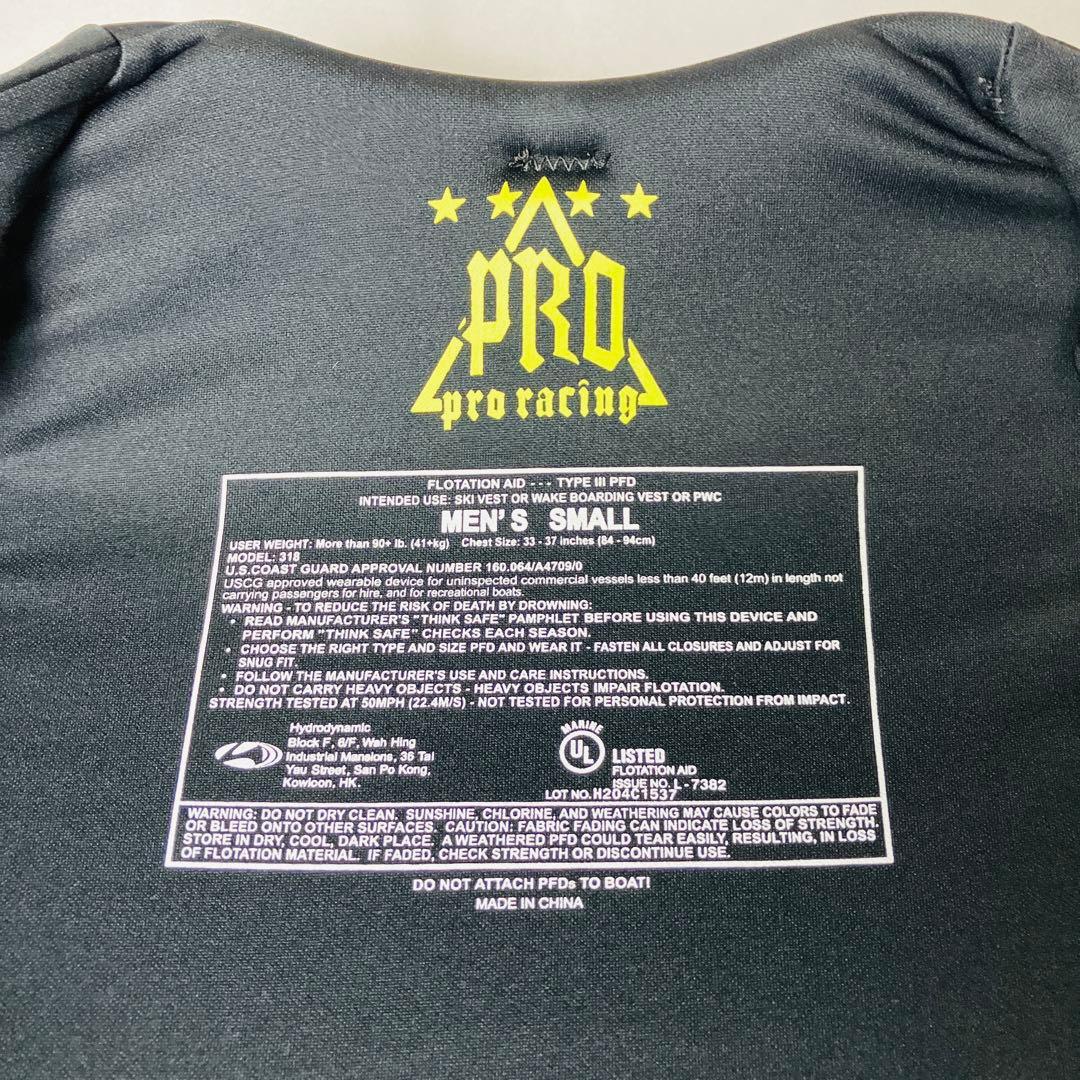 PRO
pro racing
FLOTATION AID - - - TYPE III PFD
INTENDED USE: SKI VEST OR WAKE BOARDING VEST OR PWC
MEN'S SMALL
USER WEIGHT: More than 90+ lb. (41+kg) Chest Size: 33 - 37 inches (84 - 94cm)
MODEL: 318
U.S.COAST GUARD APPROVAL NUMBER 160.064/A4709/0
USCG approved wearable device for uninspected commercial vessels less than 40 feet (12m) in length not
carrying passengers for hire, and for recreational boats.
WARNING - TO REDUCE THE RISK OF DEATH BY DROWNING:
• READ MANUFACTURER'S "THINK SAFE" PAMPHLET BEFORE USING THIS DEVICE AND
PERFORM "THINK SAFE" CHECKS EACH SEASON.
• CHOOSE THE RIGHT TYPE AND SIZE PFD AND WEAR IT - FASTEN ALL CLOSURES AND ADJUST FOR
SNUG FIT.
• FOLLOW THE MANUFACTURER'S USE AND CARE INSTRUCTIONS.
• DO NOT CARRY HEAVY OBJECTS - HEAVY OBJECTS IMPAIR FLOTATION.
STRENGTH TESTED AT 50MPH (22.4M/S) - NOT TESTED FOR PERSONAL PROTECTION FROM IMPACT.
Hydrodynamic
Block F, 6/F, Wah Hing
Industrial Mansions, 36 Tai
Yau Street, San Po Kong,
Kowloon, HK.
MARINE
UL
LISTED
FLOTATION AID
ISSUE NO. L - 7382
LOT NO. H204C1537
WARNING: DO NOT DRY CLEAN. SUNSHINE, CHLORINE, AND WEATHERING MAY CAUSE COLORS TO FADE
OR BLEED ONTO OTHER SURFACES. CAUTION: FABRIC FADING CAN INDICATE LOSS OF STRENGTH.
STORE IN DRY, COOL, DARK PLACE. A WEATHERED PFD COULD TEAR EASILY, RESULTING, IN LOSS
OF FLOTATION MATERIAL. IF FADED, CHECK STRENGTH OR DISCONTINUE USE.
DO NOT ATTACH PFDs TO BOAT!
MADE IN CHINA